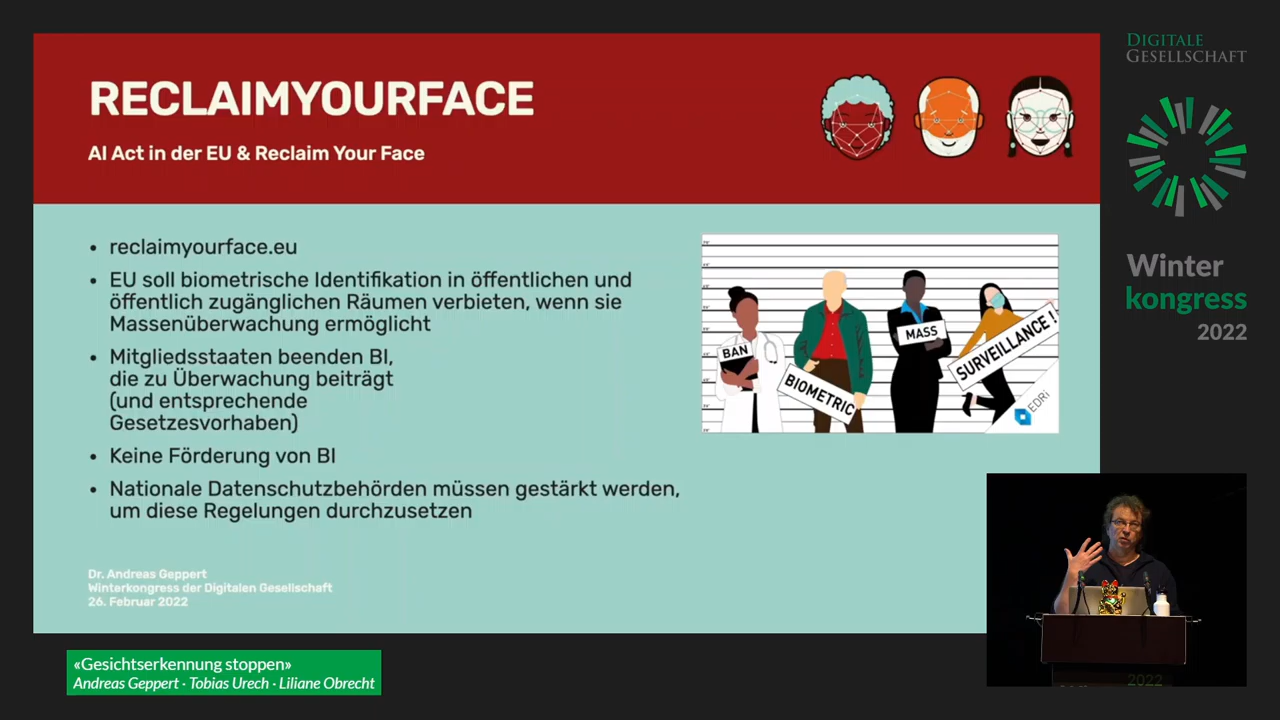 RECLAIMYOURFACE
AI Act in der EU & Reclaim Your Face
• reclaimyourface.eu
• EU soll biometrische Identifikation in öffentlichen und
öffentlich zugänglichen Räumen verbieten, wenn sie
Massenüberwachung ermöglicht
• Mitgliedsstaaten beenden BI,
die zu Überwachung beiträgt
(und entsprechende
Gesetzesvorhaben)
• Keine Förderung von BI
• Nationale Datenschutzbehörden müssen gestärkt werden,
um diese Regelungen durchzusetzen
BAN
BIOMETRIC
MASS
SURVEILLANCE !
EDRi
Dr. Andreas Geppert
Winterkongress der Digitalen Gesellschaft
26. Februar 2022
DIGITALE
GESELLSCHAFT
Winter
kongress
2022
2022
«Gesichtserkennung stoppen»
Andreas Geppert · Tobias Urech · Liliane Obrecht